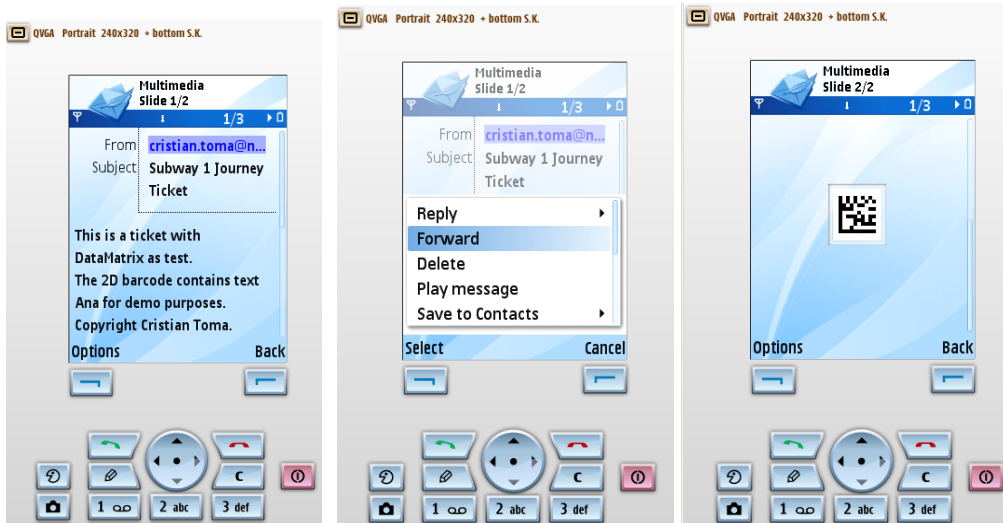 QVGA Portrait 240x320 + bottom S.K.
Multimedia
Slide 1/2
1/3
From cristian.toma@n...
Subject Subway 1 Journey
Ticket
This is a ticket with
DataMatrix as test.
The 2D barcode contains text
Ana for demo purposes.
Copyright Cristian Toma.
Options Back
C
1 2 abc 3 def
QVGA Portrait 240x320 + bottom S.K.
Multimedia
Slide 1/2
1/3
From cristian.toma@n...
Subject Subway 1 Journey
Ticket
Reply
Forward
Delete
Play message
Save to Contacts
Select Cancel
C
1 2 abc 3 def
QVGA Portrait 240x320 + bottom S.K.
Multimedia
Slide 2/2
1/3
Options Back
C
1 2 abc 3 def